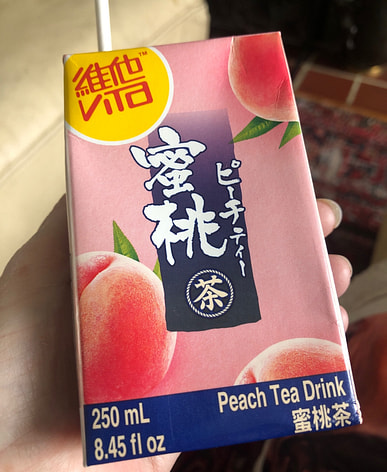 維他
VITA
TM
蜜桃
ピーチティー
茶
Peach Tea Drink
蜜桃茶
250 mL
8.45 fl oz